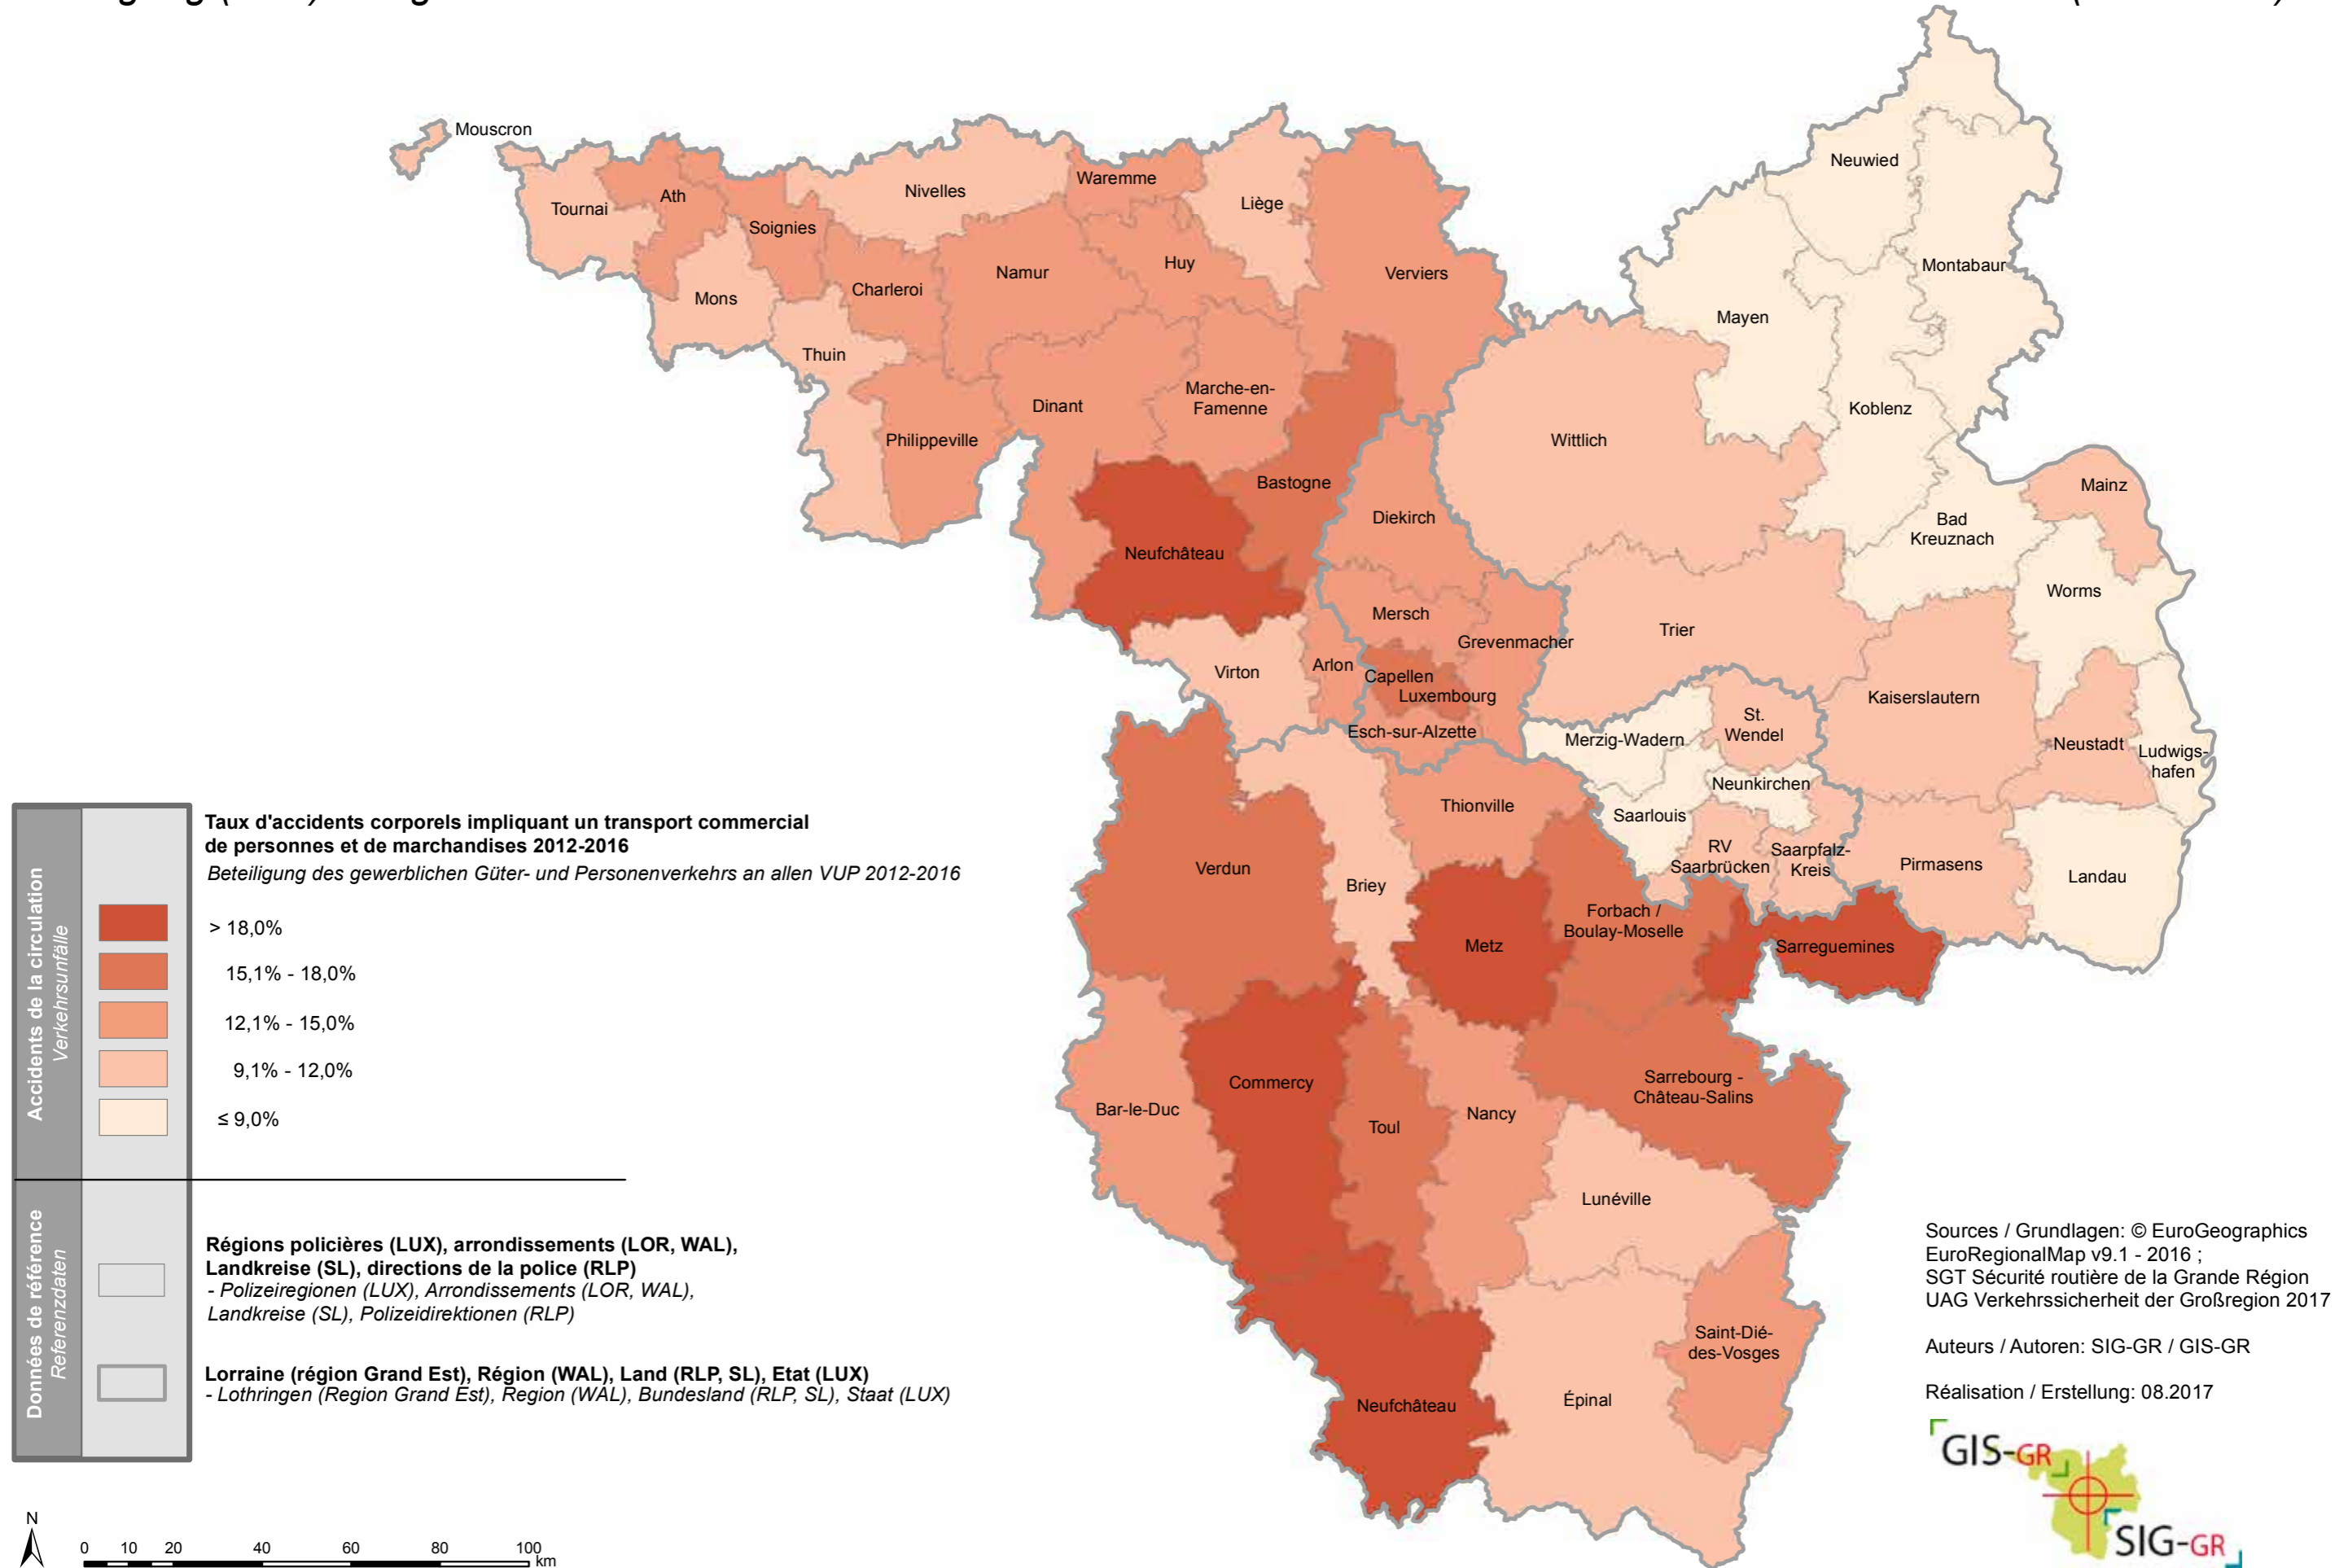 Mouscron
Tournai
Ath
Soignies
Mons
Nivelles
Charleroi
Thuin
Namur
Waremme
Huy
Liège
Verviers
Philippeville
Dinant
Marche-en-
Famenne
Bastogne
Neufchâteau
Virton
Arlon
Diekirch
Mersch
Grevenmacher
Capellen
Luxembourg
Esch-sur-Alzette
Neuwied
Montabaur
Mayen
Koblenz
Wittlich
Bad
Kreuznach
Mainz
Worms
Trier
Kaiserslautern
Neustadt
Ludwigs-
hafen
Merzig-Wadern
St.
Wendel
Neunkirchen
Saarlouis
RV
Saarbrücken
Saarpfalz-
Kreis
Pirmasens
Landau
Thionville
Verdun
Briey
Metz
Forbach /
Boulay-Moselle
Sarreguemines
Bar-le-Duc
Commercy
Toul
Nancy
Sarrebourg -
Château-Salins
Lunéville
Neufchâteau
Épinal
Saint-Dié-
des-Vosges
Accidents de la circulation
Verkehrsunfälle
Taux d'accidents corporels impliquant un transport commercial
de personnes et de marchandises 2012-2016
Beteiligung des gewerblichen Güter- und Personenverkehrs an allen VUP 2012-2016
> 18,0%
15,1% - 18,0%
12,1% - 15,0%
9,1% - 12,0%
≤ 9,0%
Données de référence
Referenzdaten
Régions policières (LUX), arrondissements (LOR, WAL),
Landkreise (SL), directions de la police (RLP)
- Polizeiregionen (LUX), Arrondissements (LOR, WAL),
Landkreise (SL), Polizeidirektionen (RLP)
Lorraine (région Grand Est), Région (WAL), Land (RLP, SL), Etat (LUX)
- Lothringen (Region Grand Est), Region (WAL), Bundesland (RLP, SL), Staat (LUX)
N
0 10 20 40 60 80 100
km
Sources / Grundlagen: © EuroGeographics
EuroRegionalMap v9.1 - 2016 ;
SGT Sécurité routière de la Grande Région
UAG Verkehrssicherheit der Großregion 2017
Auteurs / Autoren: SIG-GR / GIS-GR
Réalisation / Erstellung: 08.2017
GIS-GR
SIG-GR